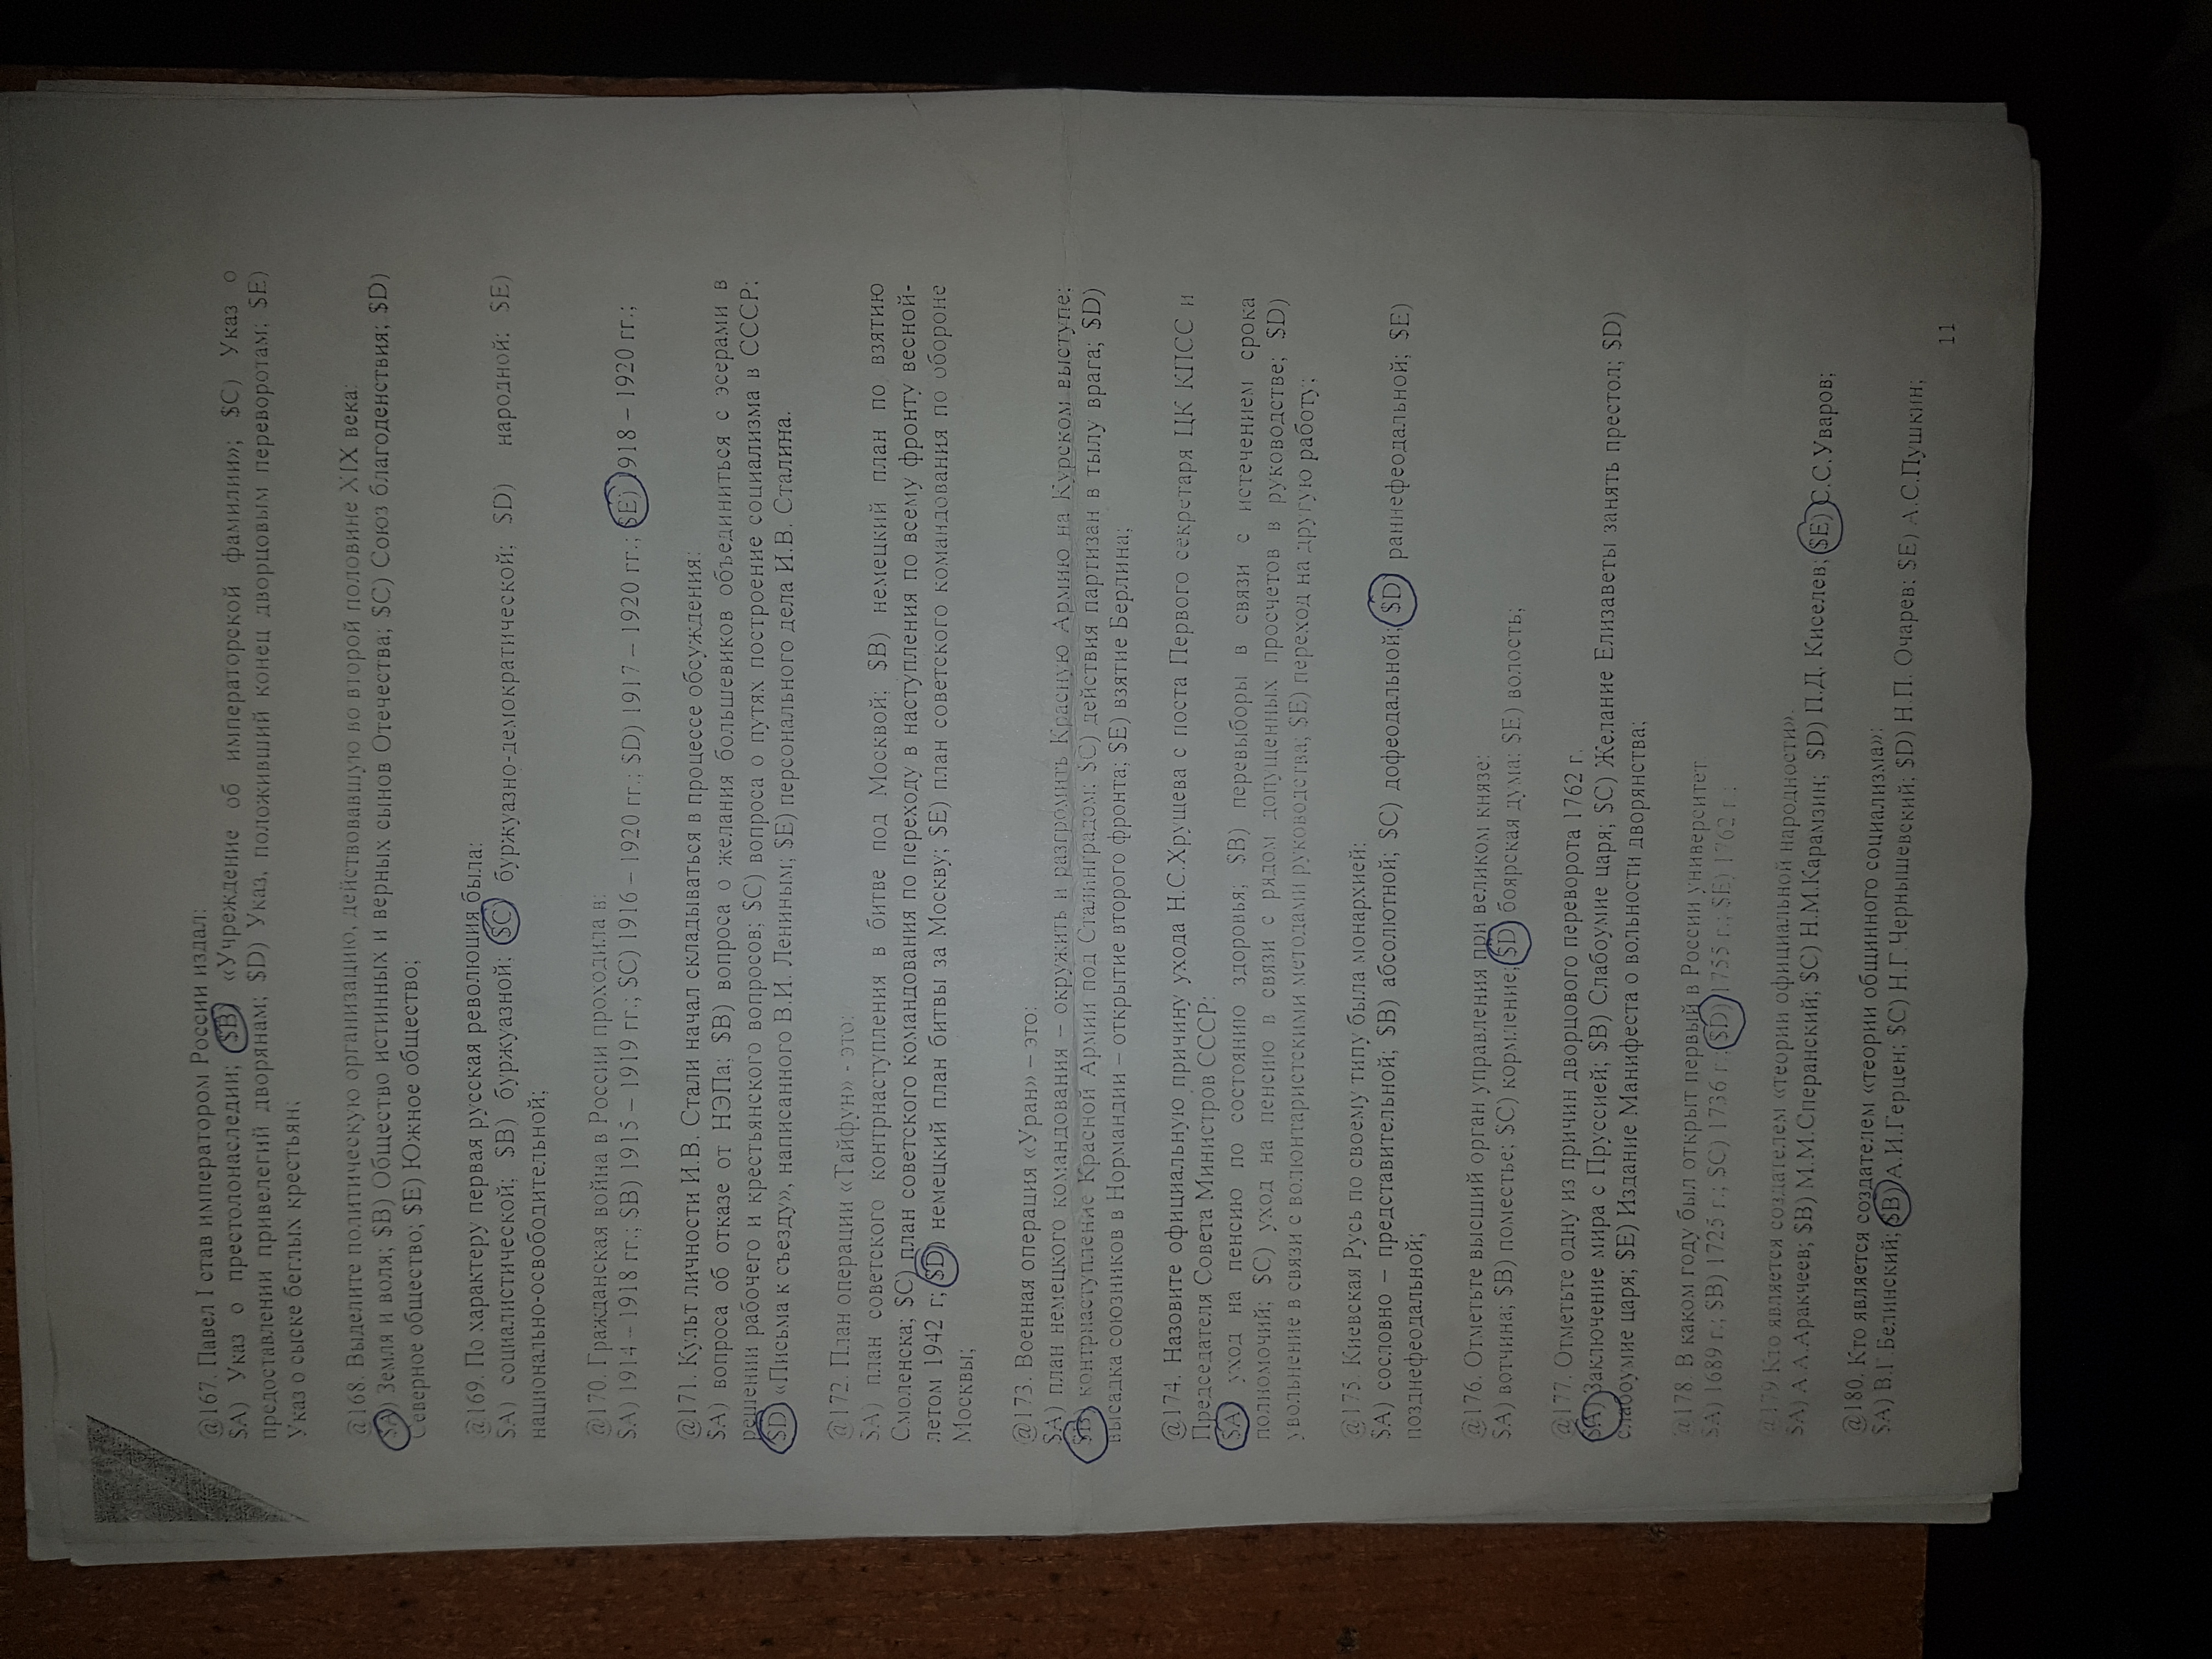 @167. Павел I став императором России издал:
$A) Указ о престолонаследии; $B) «Учреждение об императорской фамилии»; $C) Указ о
предоставлении привелегий дворянам; $D) Указ, положивший конец дворцовым переворотам; $E)
Указ о сыске беглых крестьян;
@168. Выделите политическую организацию, действовавшую во второй половине XIX века:
$A) Земля и воля; $B) Общество истинных и верных сынов Отечества; $C) Союз благоденствия; $D)
Северное общество; $E) Южное общество;
@169. По характеру первая русская революция была:
$A) социалистической; $B) буржуазной; $C) буржуазно-демократической; $D) народной; $E)
национально-освободительной;
@170. Гражданская война в России проходила в:
$A) 1914 – 1918 гг.; $B) 1915 – 1919 гг.; $C) 1916 – 1920 гг.; $D) 1917 – 1920 гг.; $E) 1918 – 1920 гг.;
@171. Культ личности И.В. Стали начал складываться в процессе обсуждения:
$A) вопроса об отказе от НЭПа; $B) вопроса о желания большевиков объединиться с эсерами в
решении рабочего и крестьянского вопросов; $C) вопроса о путях построение социализма в СССР;
$D) «Письма к съезду», написанного В.И. Лениным; $E) персонального дела И.В. Сталина.
@172. План операции «Тайфун» - это:
$A) план советского контрнаступления в битве под Москвой; $B) немецкий план по взятию
Смоленска; $C) план советского командования по переходу в наступления по всему фронту весной-
летом 1942 г; $D) немецкий план битвы за Москву; $E) план советского командования по обороне
Москвы;
@173. Военная операция «Уран» – это:
$A) план немецкого командования – окружить и разгромить Красную Армию на Курском выступе;
$B) контрнаступление Красной Армии под Сталинградом; $C) действия партизан в тылу врага; $D)
высадка союзников в Нормандии – открытие второго фронта; $E) взятие Берлина;
@174. Назовите официальную причину ухода Н.С.Хрущева с поста Первого секретаря ЦК КПСС и
Председателя Совета Министров СССР:
$A) уход на пенсию по состоянию здоровья; $B) перевыборы в связи с истечением срока
полномочий; $C) уход на пенсию в связи с рядом допущенных просчетов в руководстве; $D)
увольнение в связи с волюнтаристскими методами руководства; $E) переход на другую работу;
@175. Киевская Русь по своему типу была монархией:
$A) сословно – представительной; $B) абсолютной; $C) дофеодальной; $D) раннефеодальной; $E)
позднефеодальной;
@176. Отметьте высший орган управления при великом князе:
$A) вотчина; $B) поместье; $C) кормление; $D) боярская дума; $E) волость;
@177. Отметьте одну из причин дворцового переворота 1762 г.
$A) Заключение мира с Пруссией; $B) Слабоумие царя; $C) Желание Елизаветы занять престол; $D)
слабоумие царя; $E) Издание Манифеста о вольности дворянства;
@178. В каком году был открыт первый в России университет
$A) 1689 г.; $B) 1725 г.; $C) 1736 г.; $D) 1755 г.; $E) 1762 г.;
@179 Кто является создателем «теории официальной народности».
$A) А.А.Аракчеев; $B) М.М.Сперанский; $C) Н.М.Карамзин; $D) П.Д. Киселев; $E) С.С.Уваров;
@180. Кто является создателем «теории общинного социализма»:
$A) В.Г.Белинский; $B) А.И.Герцен; $C) Н.Г.Чернышевский; $D) Н.П. Очарев; $E) А.С.Пушкин;
11